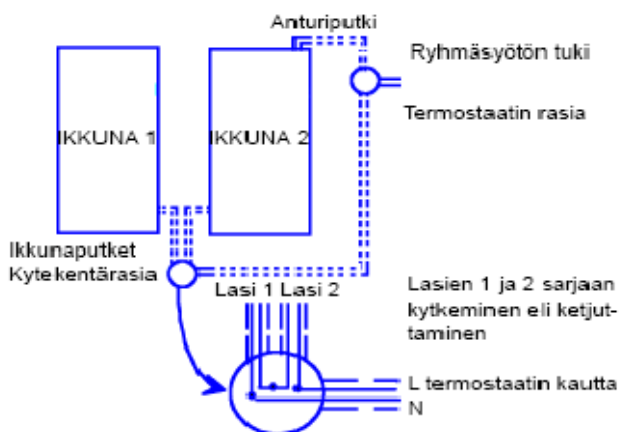 Anturiputki
Ryhmäsyötön tuki
Termostaatin rasia
IKKUNA 1
IKKUNA 2
Ikkunaputket
Kytekentärasia
Lasi 1 Lasi 2
Lasien 1 ja 2 sarjaan
kytkeminen eli ketjut-
taminen
L termostaatin kautta
N